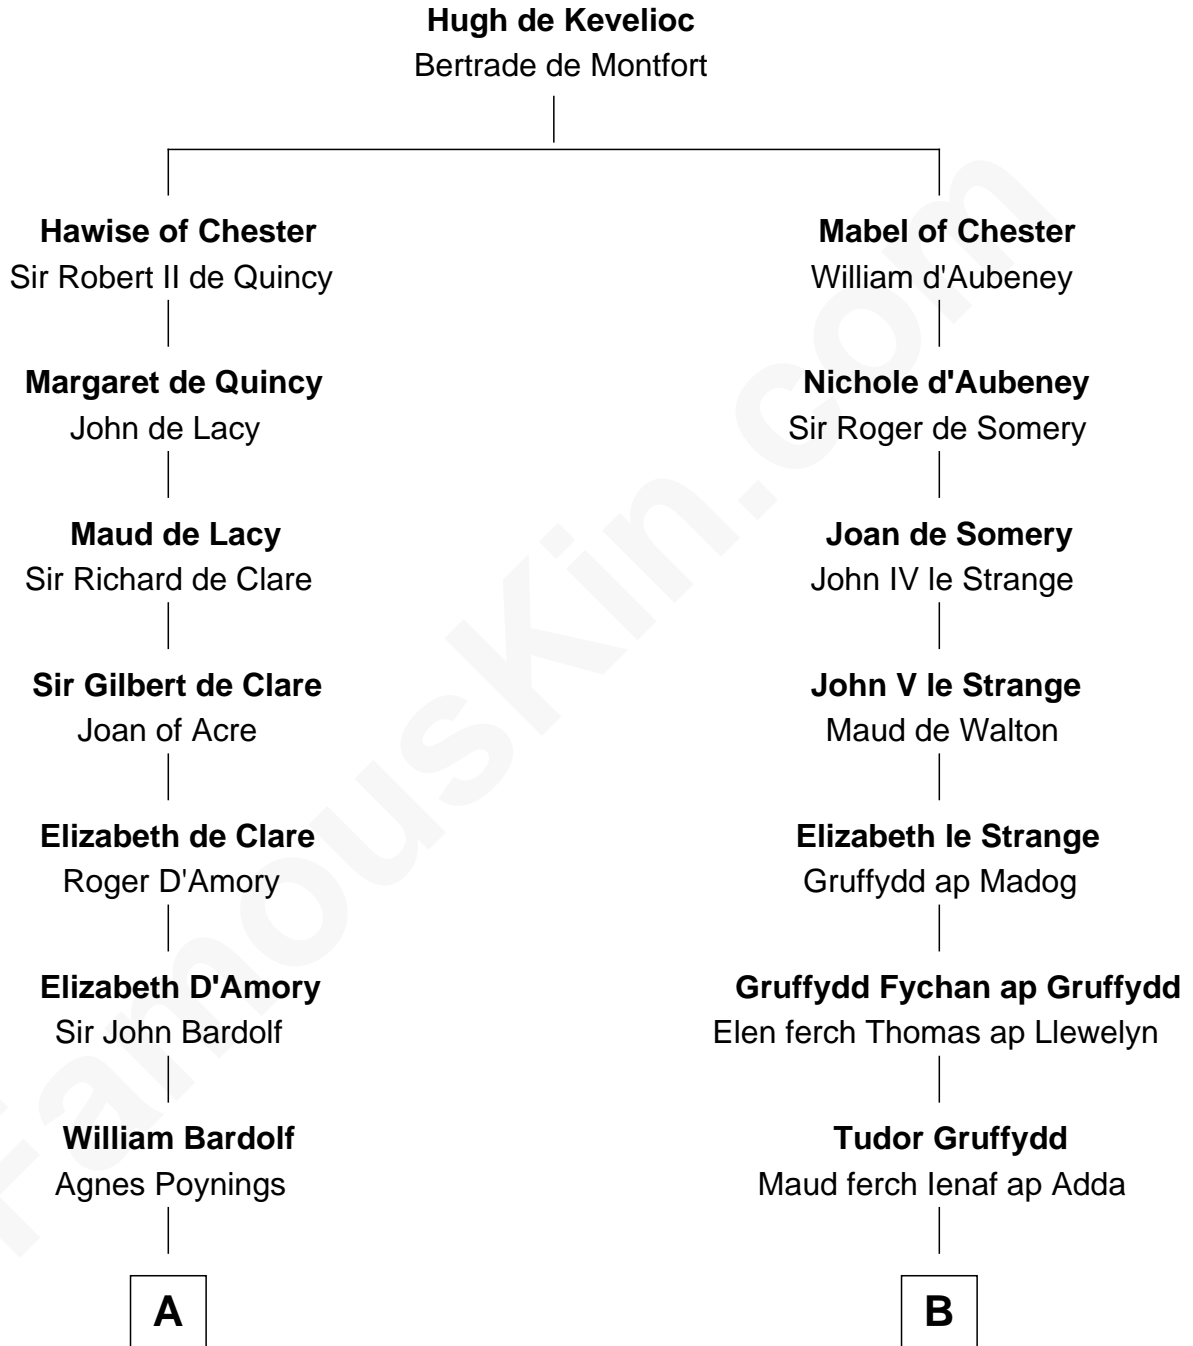 Hugh de Kevelioc
Bertrade de Montfort
Hawise of Chester
Sir Robert II de Quincy
Mabel of Chester
William d'Aubeney
Margaret de Quincy
John de Lacy
Nichole d'Aubeney
Sir Roger de Somery
Maud de Lacy
Sir Richard de Clare
Joan de Somery
John IV le Strange
Sir Gilbert de Clare
Joan of Acre
John V le Strange
Maud de Walton
Elizabeth de Clare
Roger D'Amory
Elizabeth le Strange
Gruffydd ap Madog
Elizabeth D'Amory
Sir John Bardolf
Gruffydd Fychan ap Gruffydd
Elen ferch Thomas ap Llewelyn
William Bardolf
Agnes Poynings
Tudor Gruffydd
Maud ferch Ienaf ap Adda
A
B
FamousKin.com